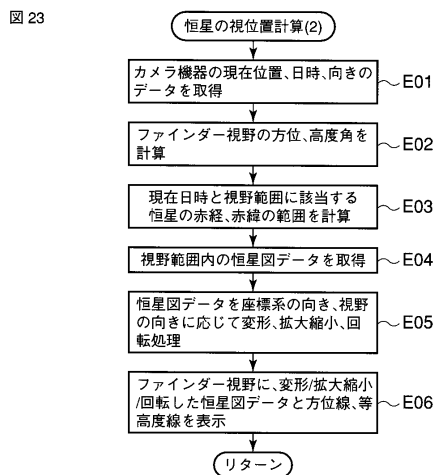 図 23
恒星の視位置計算(2)
カメラ機器の現在位置、日時、向きの
データを取得
E01
ファインダー視野の方位、高度角を
計算
E02
現在日時と視野範囲に該当する
恒星の赤経、赤緯の範囲を計算
E03
視野範囲内の恒星図データを取得
E04
恒星図データを座標系の向き、視野
の向きに応じて変形、拡大縮小、回
転処理
E05
ファインダー視野に、変形/拡大縮小
/回転した恒星図データと方位線、等
高度線を表示
E06
リターン